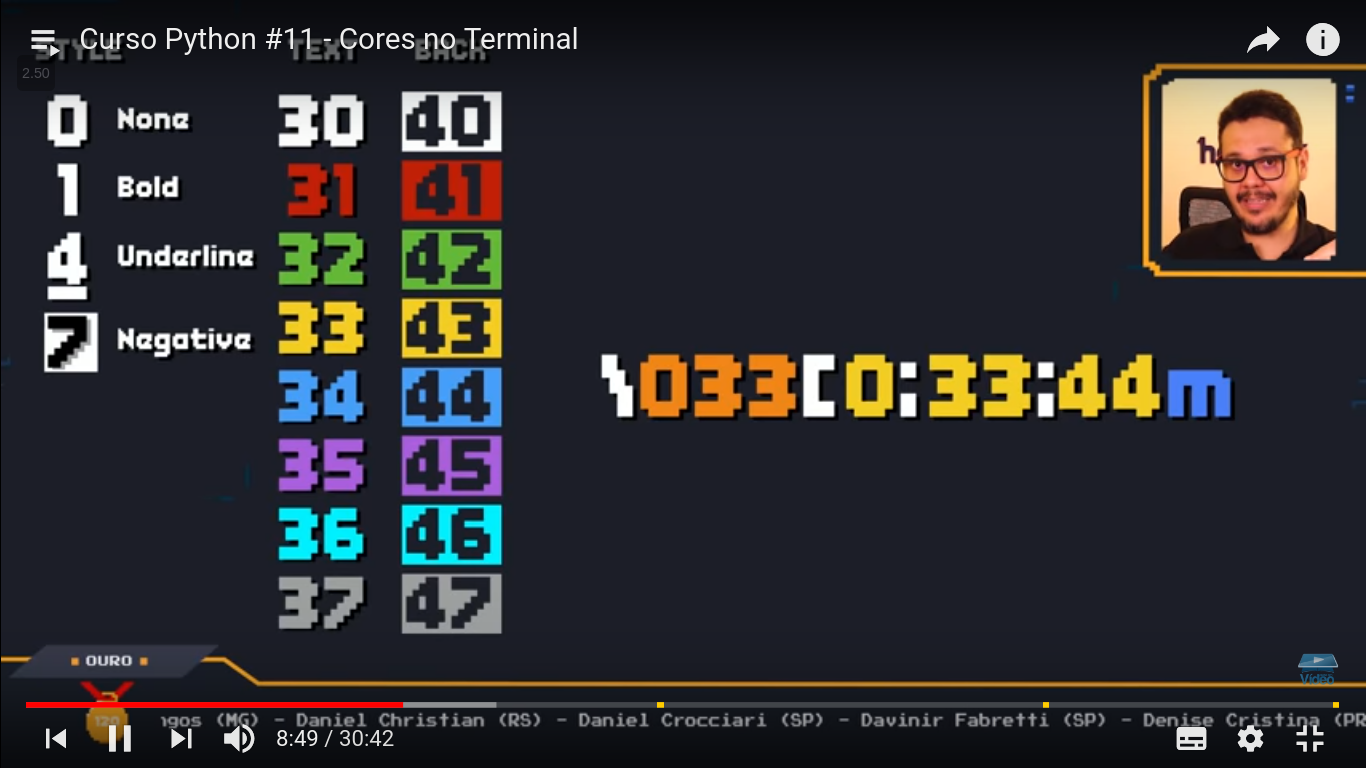 Curso Python #11 - Cores no Terminal
STYLE TEXT BACK
2.50
0 None 30 40
1 Bold 31 41
4 Underline 32 42
7 Negative 33 43
34 44
35 45
36 46
37 47
\033[0:33:44m
OURO
120
ngos (MG) - Daniel Christian (RS) - Daniel Crocciari (SP) - Davinir Fabretti (SP) - Denise Cristina (PR
8:49 / 30:42
Vídeo